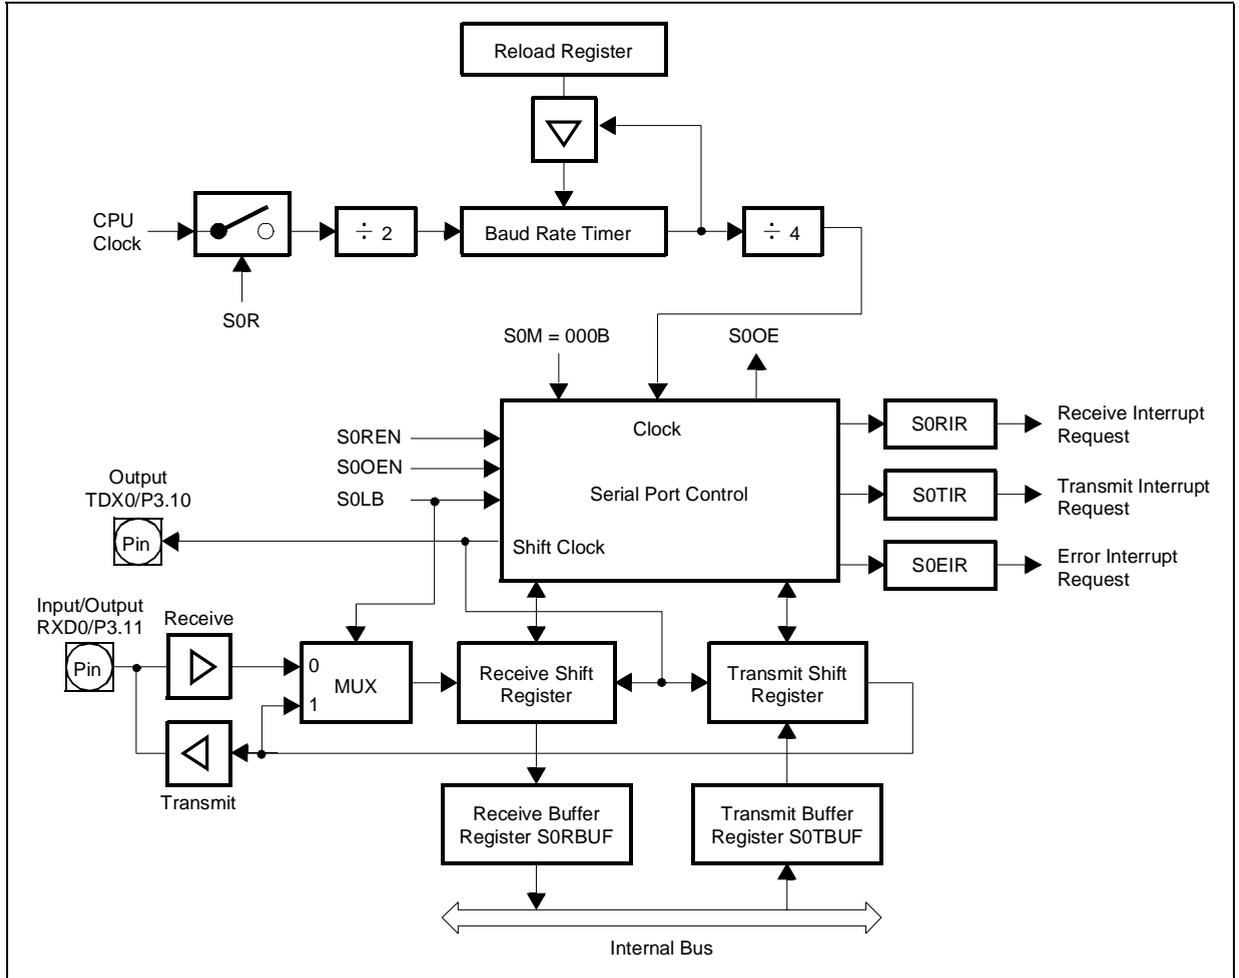 Reload Register
CPU
Clock
÷ 2
Baud Rate Timer
÷ 4
S0R
S0M = 000B
S0OE
Clock
Serial Port Control
Shift Clock
S0REN
S0OEN
S0LB
S0RIR
Receive Interrupt
Request
S0TIR
Transmit Interrupt
Request
S0EIR
Error Interrupt
Request
Output
TDX0/P3.10
Pin
Input/Output
RXD0/P3.11
Pin
Receive
0
MUX
1
Receive Shift
Register
Transmit Shift
Register
Transmit
Receive Buffer
Register S0RBUF
Transmit Buffer
Register S0TBUF
Internal Bus